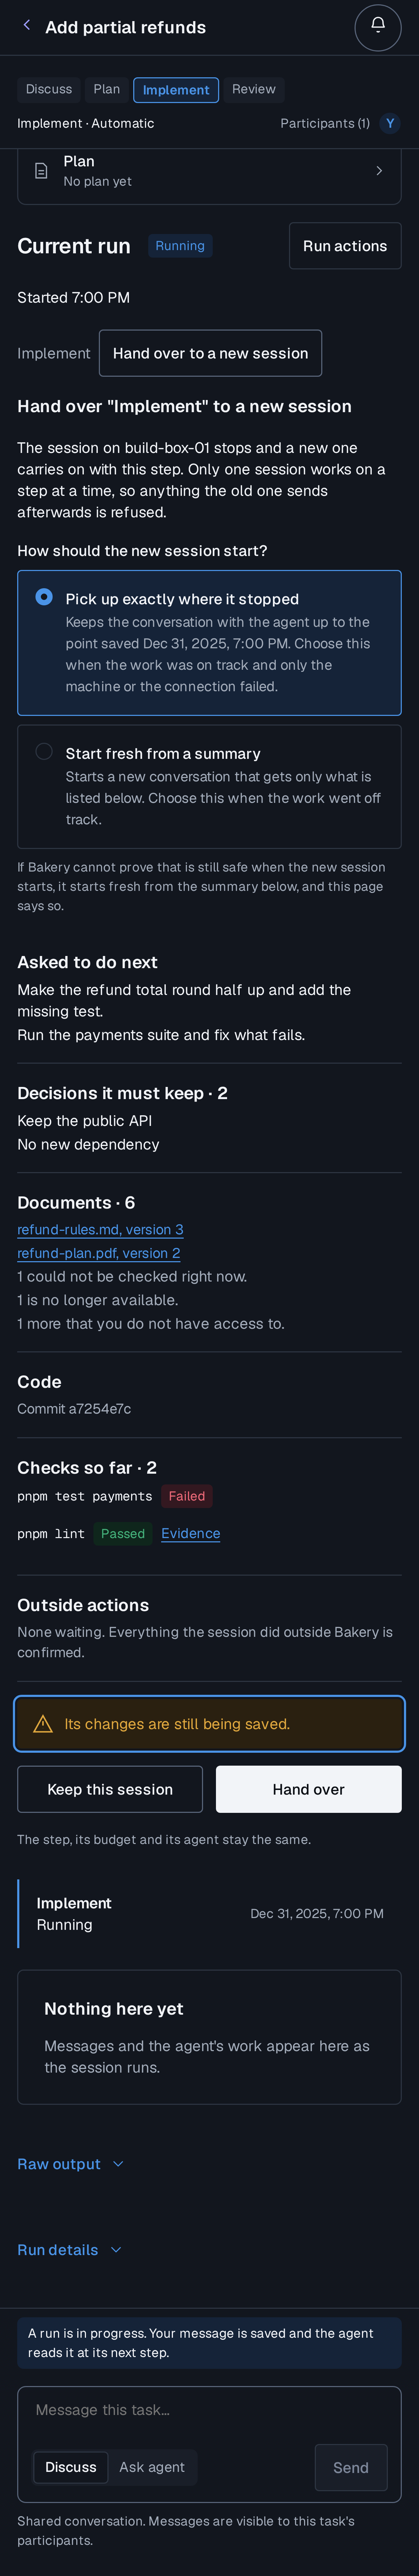 Add partial refunds
Discuss
Plan
Implement
Review
Implement · Automatic
Participants (1)
Y
Plan
No plan yet
Current run
Running
Run actions
Started 7:00 PM
Implement
Hand over to a new session
Hand over "Implement" to a new session
The session on build-box-01 stops and a new one
carries on with this step. Only one session works on a
step at a time, so anything the old one sends
afterwards is refused.
How should the new session start?
Pick up exactly where it stopped
Keeps the conversation with the agent up to the
point saved Dec 31, 2025, 7:00 PM. Choose this
when the work was on track and only the
machine or the connection failed.
Start fresh from a summary
Starts a new conversation that gets only what is
listed below. Choose this when the work went off
track.
If Bakery cannot prove that is still safe when the new session
starts, it starts fresh from the summary below, and this page
says so.
Asked to do next
Make the refund total round half up and add the
missing test.
Run the payments suite and fix what fails.
Decisions it must keep · 2
Keep the public API
No new dependency
Documents · 6
refund-rules.md, version 3
refund-plan.pdf, version 2
1 could not be checked right now.
1 is no longer available.
1 more that you do not have access to.
Code
Commit a7254e7c
Checks so far · 2
pnpm test payments
Failed
pnpm lint
Passed
Evidence
Outside actions
None waiting. Everything the session did outside Bakery is
confirmed.
Its changes are still being saved.
Keep this session
Hand over
The step, its budget and its agent stay the same.
Implement
Running
Dec 31, 2025, 7:00 PM
Nothing here yet
Messages and the agent's work appear here as
the session runs.
Raw output
Run details
A run is in progress. Your message is saved and the agent
reads it at its next step.
Message this task...
Discuss
Ask agent
Send
Shared conversation. Messages are visible to this task's
participants.